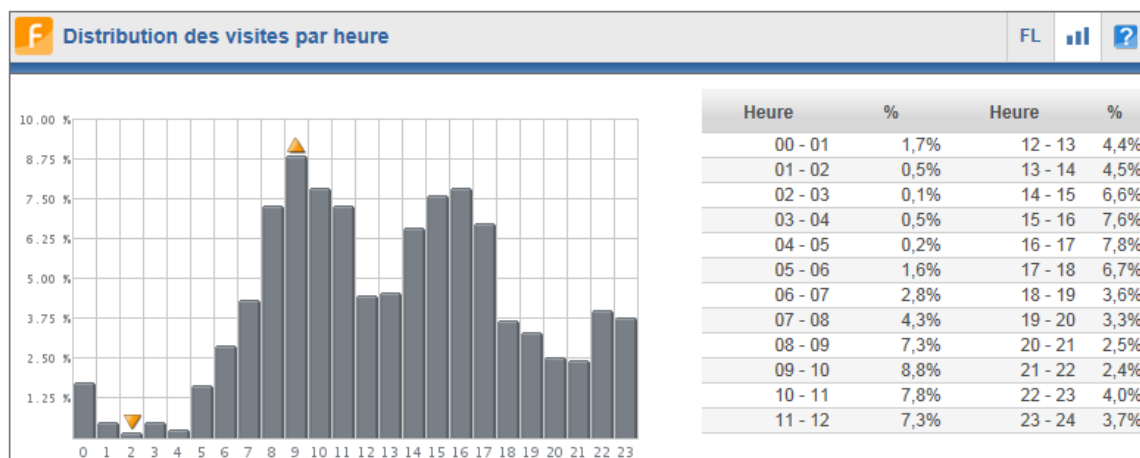 F Distribution des visites par heure FL ?
10.00 %
8.75 %
7.50 %
6.25 %
5.00 %
3.75 %
2.50 %
1.25 %
0 1 2 3 4 5 6 7 8 9 10 11 12 13 14 15 16 17 18 19 20 21 22 23
Heure % Heure %
00 - 01 1,7% 12 - 13 4,4%
01 - 02 0,5% 13 - 14 4,5%
02 - 03 0,1% 14 - 15 6,6%
03 - 04 0,5% 15 - 16 7,6%
04 - 05 0,2% 16 - 17 7,8%
05 - 06 1,6% 17 - 18 6,7%
06 - 07 2,8% 18 - 19 3,6%
07 - 08 4,3% 19 - 20 3,3%
08 - 09 7,3% 20 - 21 2,5%
09 - 10 8,8% 21 - 22 2,4%
10 - 11 7,8% 22 - 23 4,0%
11 - 12 7,3% 23 - 24 3,7%